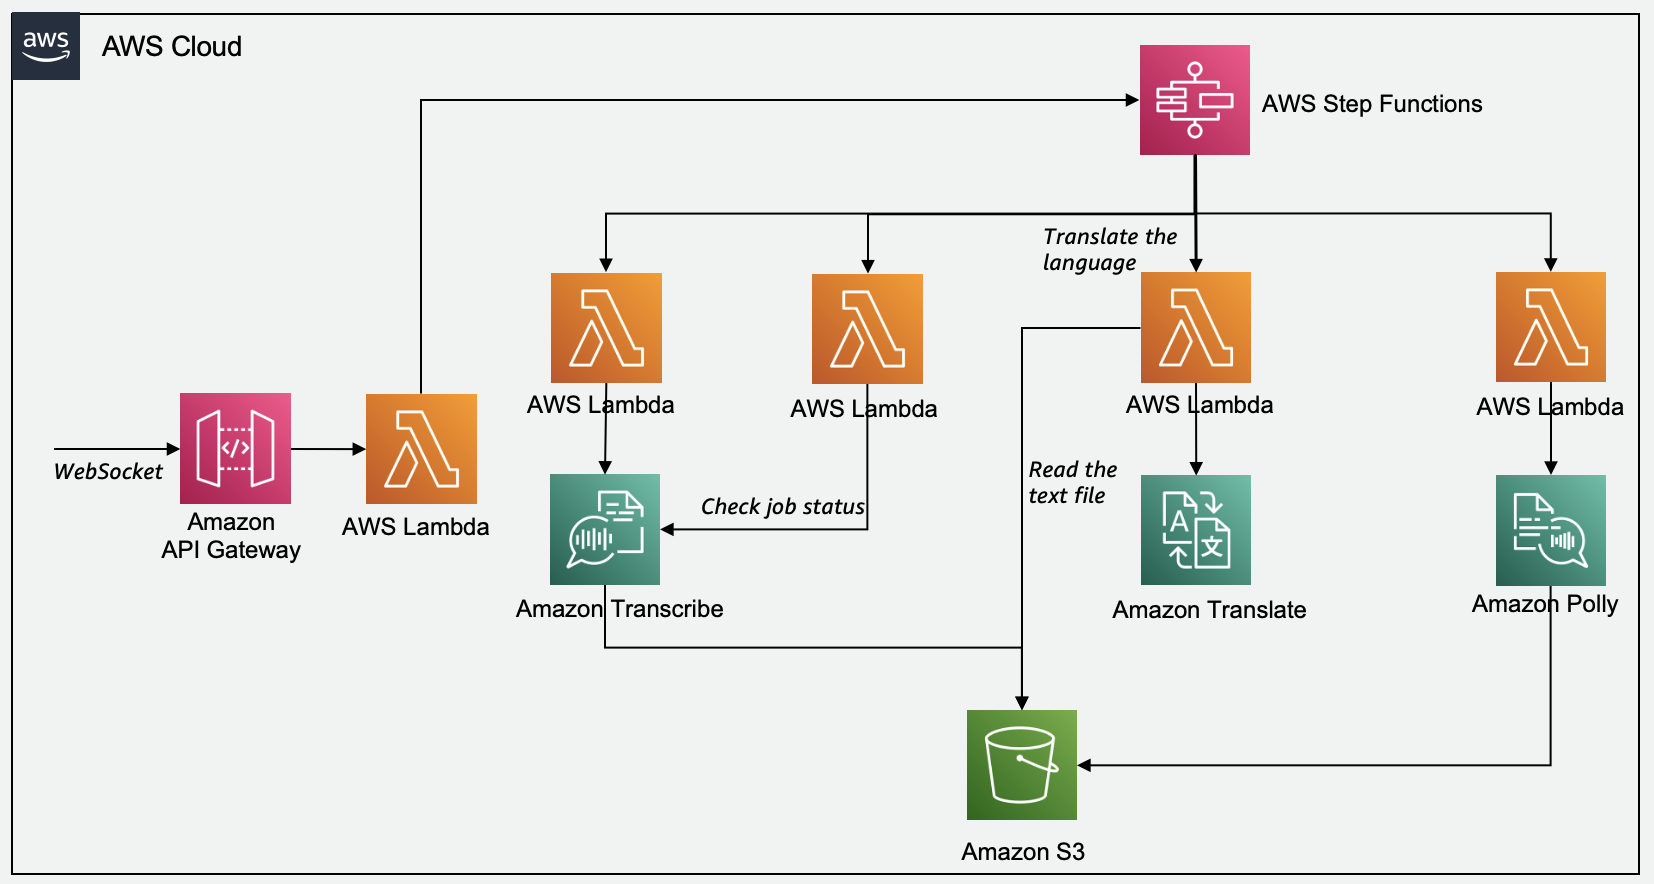 aws
AWS Cloud
AWS Step Functions
Translate the
language
AWS Lambda
AWS Lambda
AWS Lambda
AWS Lambda
WebSocket
</>
Amazon
API Gateway
AWS Lambda
Check job status
Read the
text file
A
文
Amazon Transcribe
Amazon Translate
Amazon Polly
Amazon S3